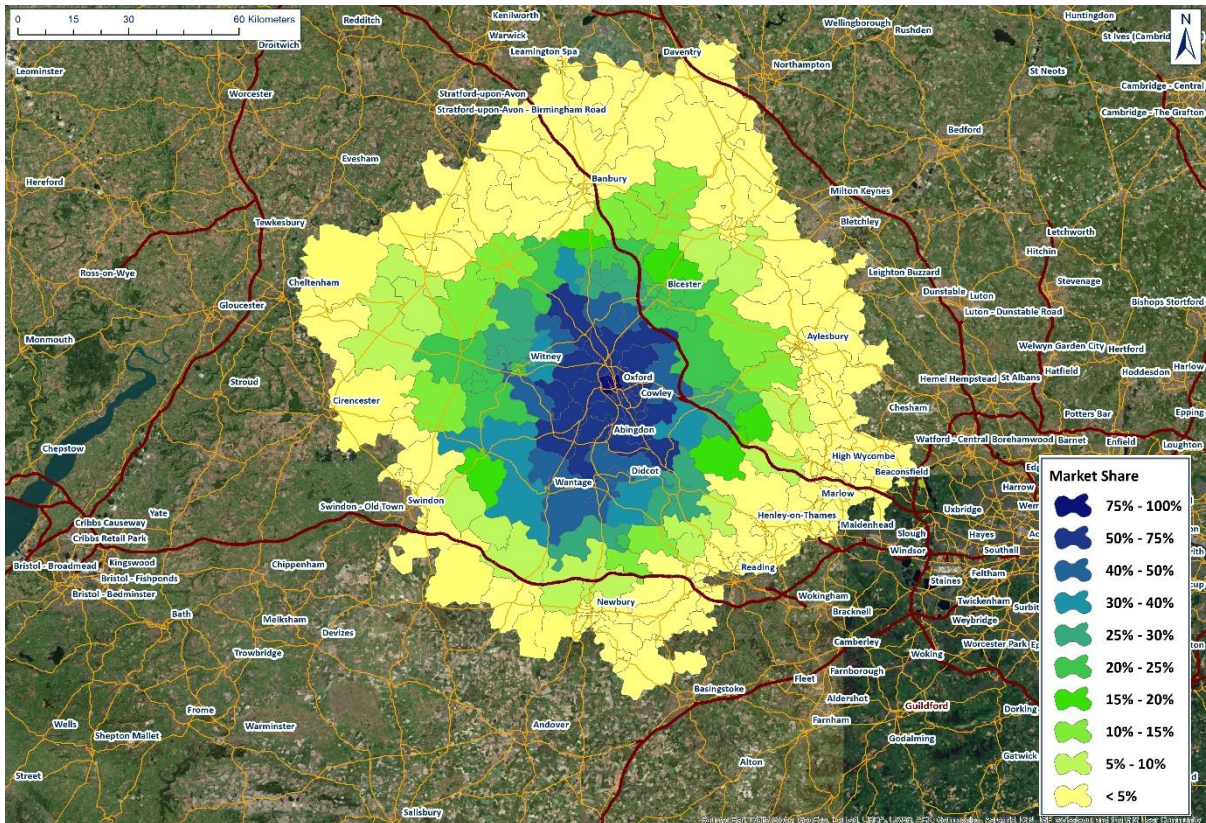 0 15 30 60 Kilometers
N
Redditch
Kenilworth
Wellingborough
Huntingdon
Droitwich
Warwick
Rushden
St Ives (Cambrid
Leamington Spa
Daventry
Northampton
St Neots
Leominster
Cambridge - Central
Worcester
Stratford-upon-Avon
Stratford-upon-Avon - Birmingham Road
Cambridge - The Grafton
Bedford
Evesham
Hereford
Banbury
Milton Keynes
Bletchley
Tewkesbury
Letchworth
Hitchin
Ross-on-Wye
Leighton Buzzard
Cheltenham
Bicester
Stevenage
Dunstable
Luton
Gloucester
Luton - Dunstable Road
Bishops Stortford
Monmouth
Aylesbury
Welwyn Garden City
Hertford
Witney
Hatfield
Hoddesdon
Harlow
Stroud
Oxford
Hemel Hempstead
St Albans
Cirencester
Cowley
Chesham
Potters Bar
Epping
Abingdon
Watford - Central
Borehamwood
Barnet
Enfield
Loughton
Chepstow
High Wycombe
Didcot
Beaconsfield
Wantage
Marlow
Swindon
Swindon - Old Town
Uxbridge
Harrow
Yate
Henley-on-Thames
Maidenhead
Cribbs Causeway
Slough
Hayes
Cribbs Retail Park
Windsor
Southall
Kingswood
Chippenham
Reading
Feltham
Bristol - Broadmead
Bristol - Fishponds
Staines
Bristol - Bedminster
Newbury
Wokingham
Twickenham
Bath
Melksham
Devizes
Bracknell
Weybridge
Camberley
Worcester Park
Trowbridge
Woking
Farnborough
Basingstoke
Fleet
Aldershot
Guildford
Dorking
Frome
Wells
Warminster
Andover
Farnham
Shepton Mallet
Godalming
Gatwick
Street
Alton
Salisbury
Market Share
75% - 100%
50% - 75%
40% - 50%
30% - 40%
25% - 30%
20% - 25%
15% - 20%
10% - 15%
5% - 10%
< 5%